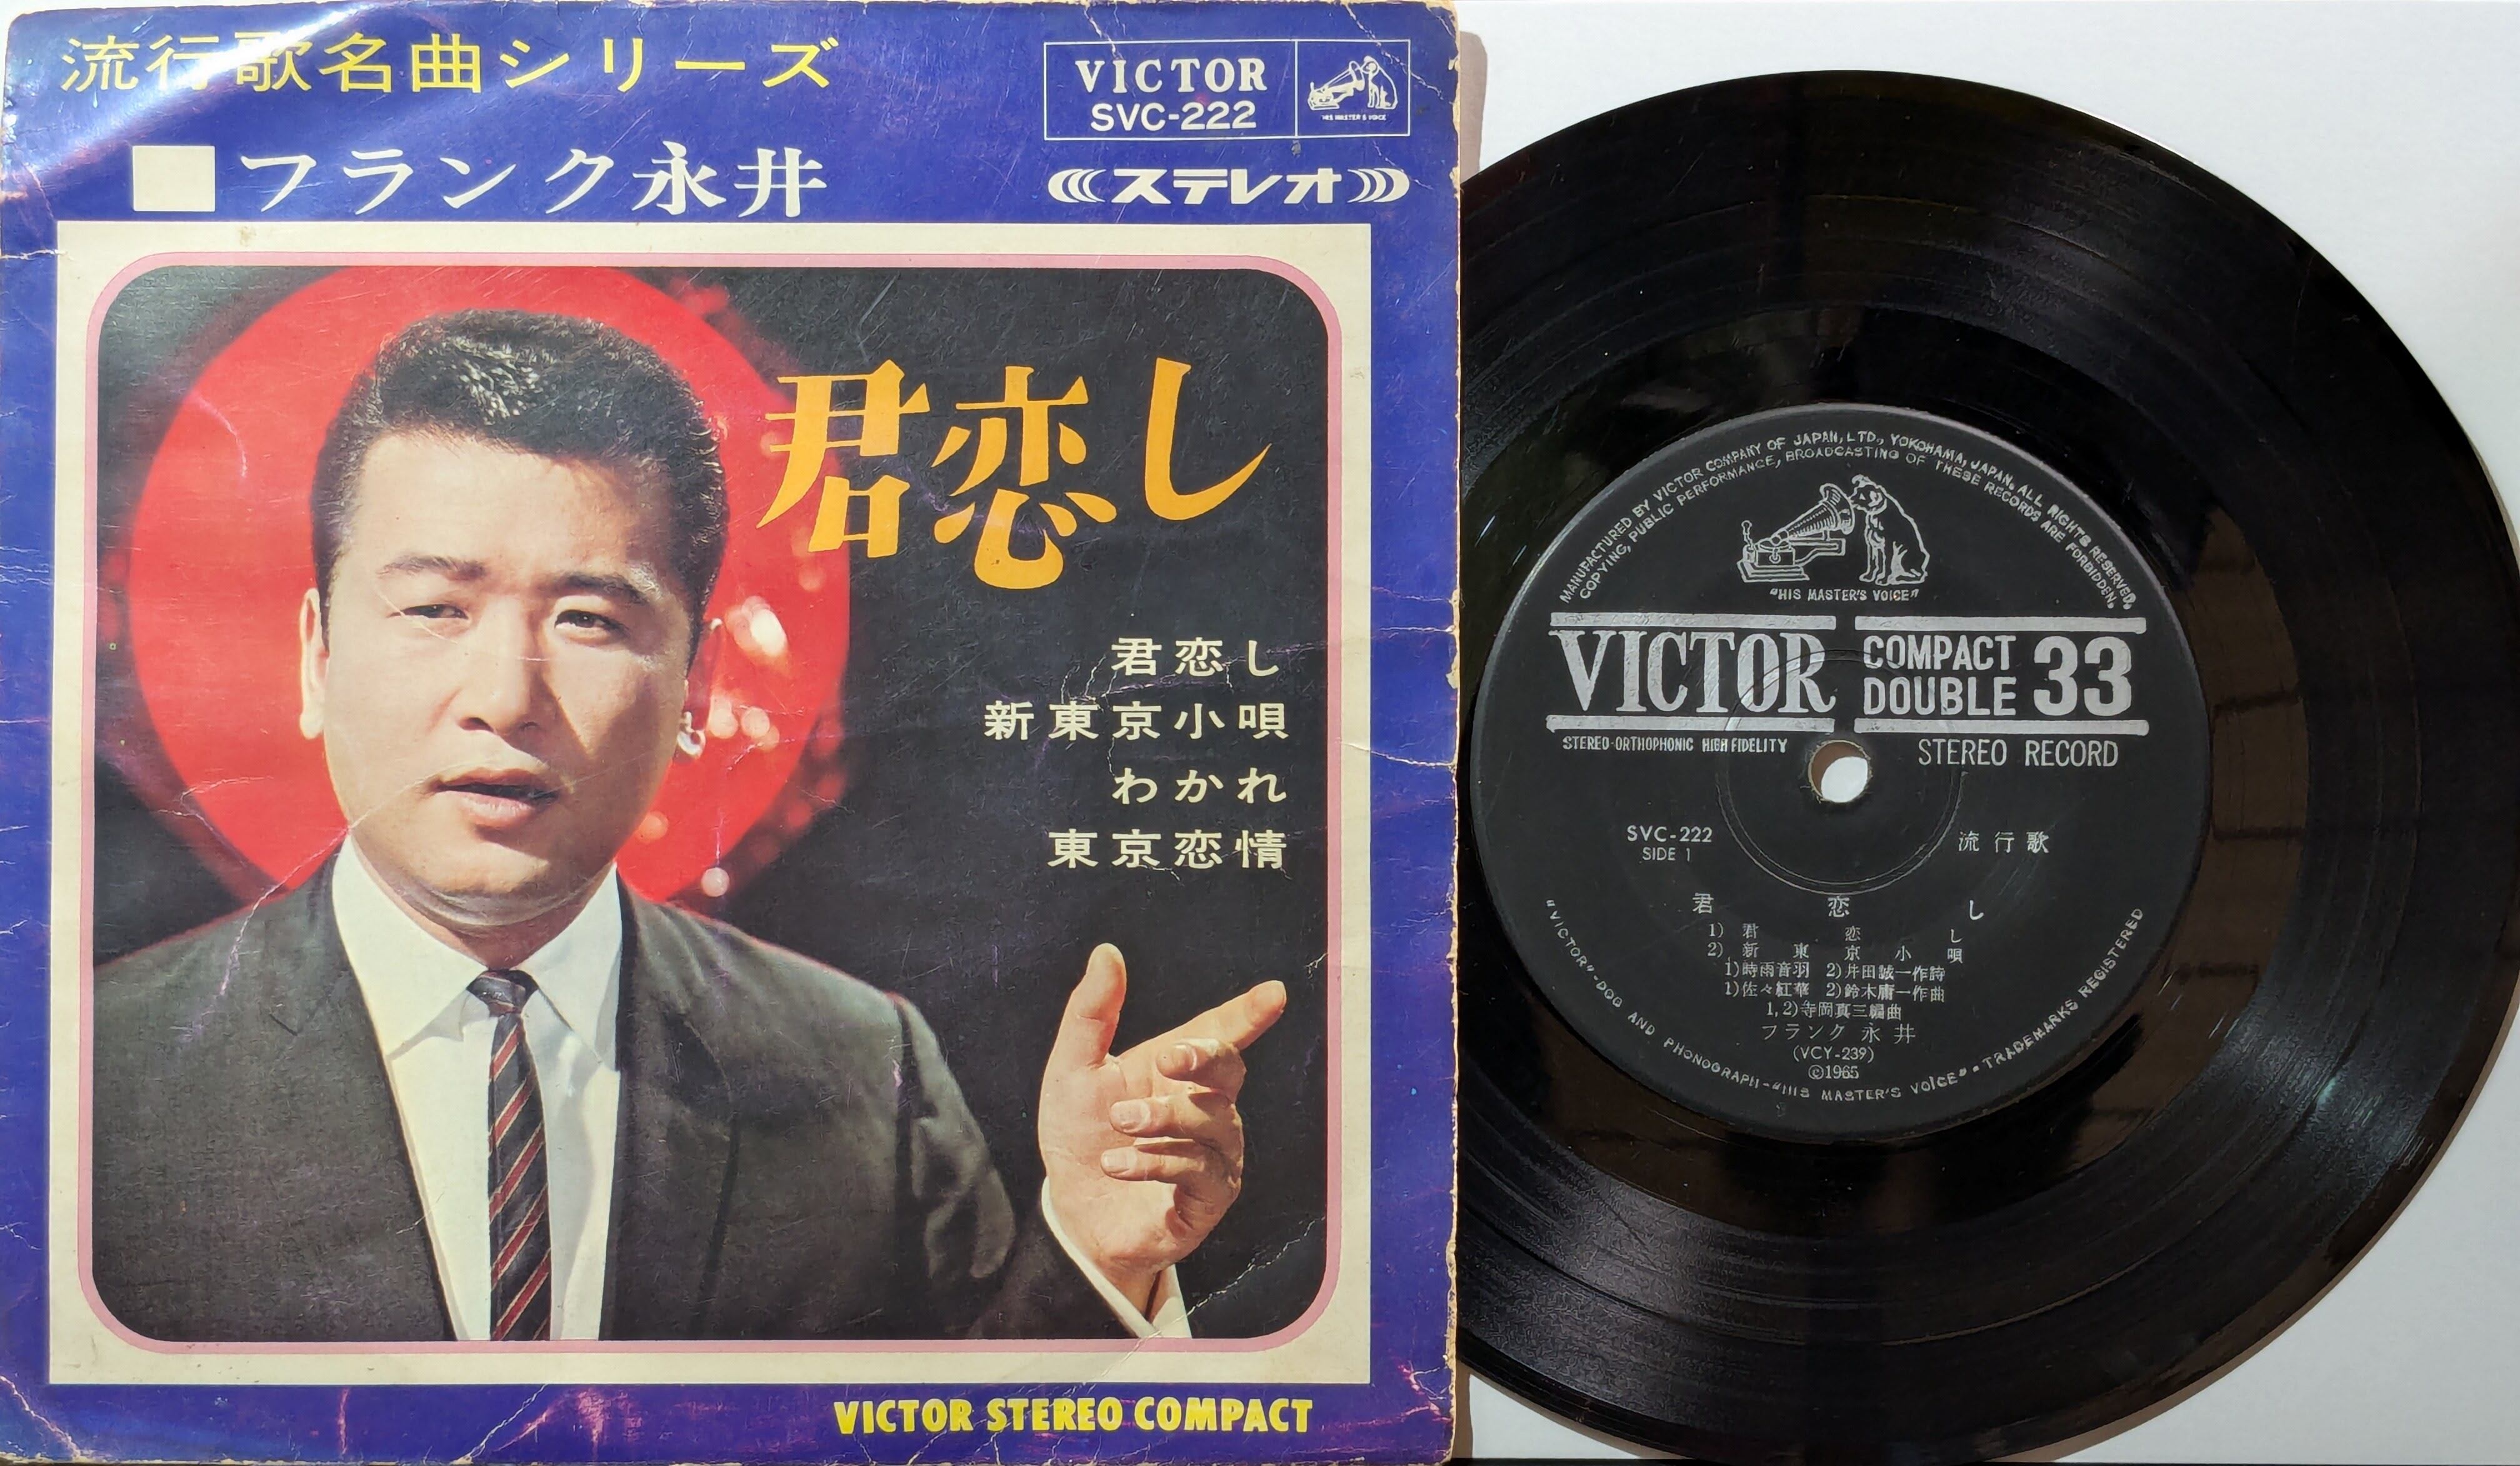 流行歌名曲シリーズ
VICTOR
SVC-222
"HIS MASTER'S VOICE"
■フランク永井
ステレオ
君恋し
君恋し
新東京小唄
わかれ
東京恋情
VICTOR STEREO COMPACT
MANUFACTURED BY VICTOR COMPANY OF JAPAN, LTD., YOKOHAMA, JAPAN. ALL RIGHTS RESERVED.
COPYING, PUBLIC PERFORMANCE, BROADCASTING OF THESE RECORDS ARE FORBIDDEN.
"HIS MASTER'S VOICE"
VICTOR COMPACT DOUBLE 33
STEREO-ORTHOPHONIC HIGH FIDELITY
STEREO RECORD
SVC-222
SIDE 1
流行歌
君恋し
1) 君恋し
2) 新東京小唄
1)時雨音羽 2)井田誠一作詩
1)佐々紅華 2)鈴木庸一作曲
1,2)寺岡真三編曲
フランク永井
(VCY-239)
©1965
"VICTOR"-DOG AND PHONOGRAPH-"HIS MASTER'S VOICE"•TRADEMARKS REGISTERED